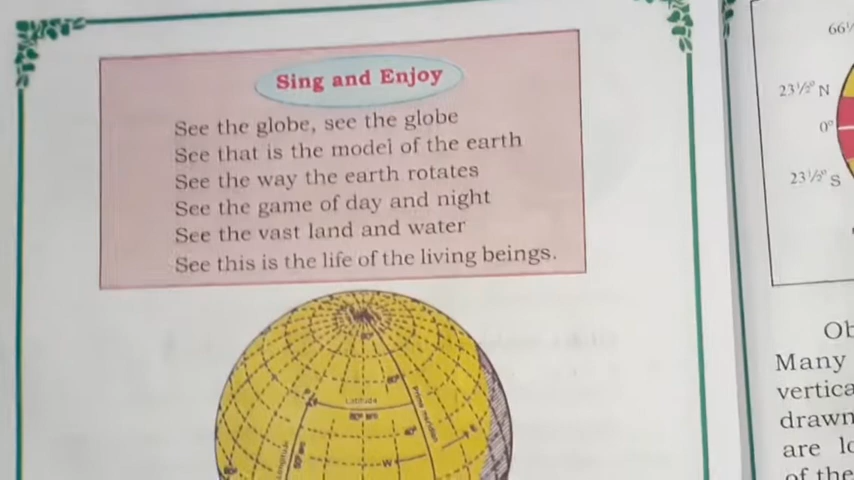 Sing and Enjoy
See the globe, see the globe
See that is the model of the earth
See the way the earth rotates
See the game of day and night
See the vast land and water
See this is the life of the living beings.
Latitude
Prime meridian
W
66½
23½° N
0°
23½° S
Ob
Many
vertica
drawn
are lo
of the